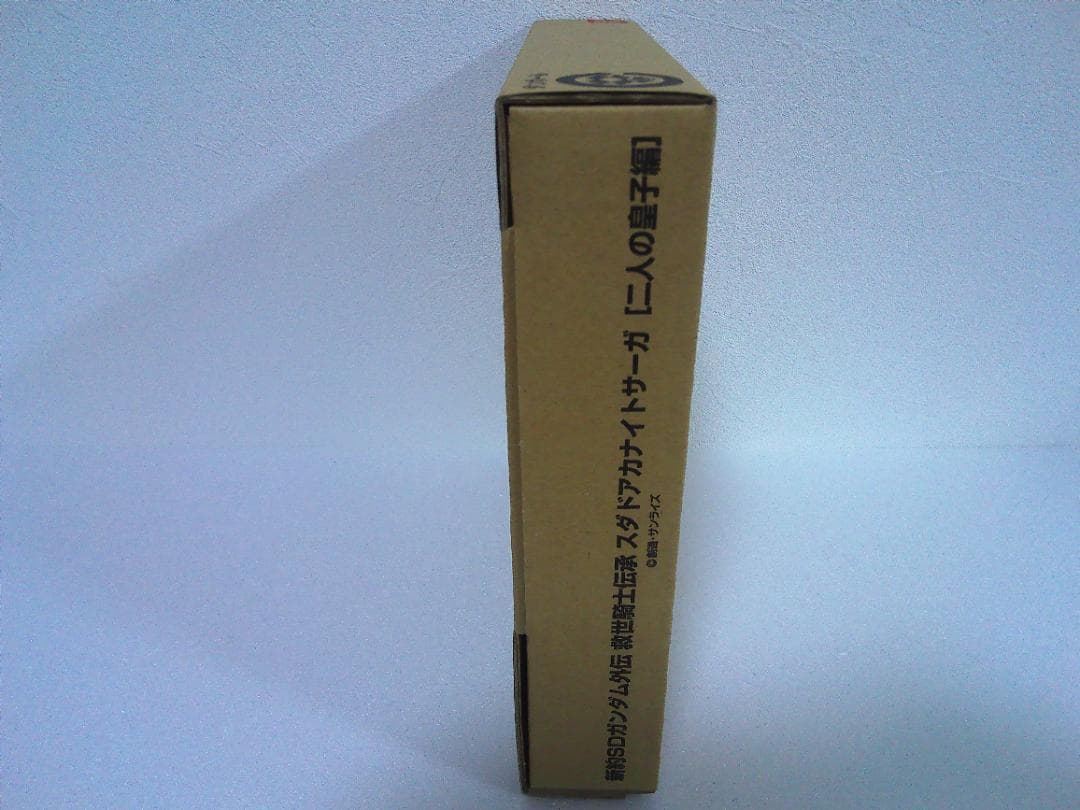 新約SDガンダム外伝 救世騎士伝承 スダドアカナイトサーガ [二人の皇子編]
©創通・サンライズ